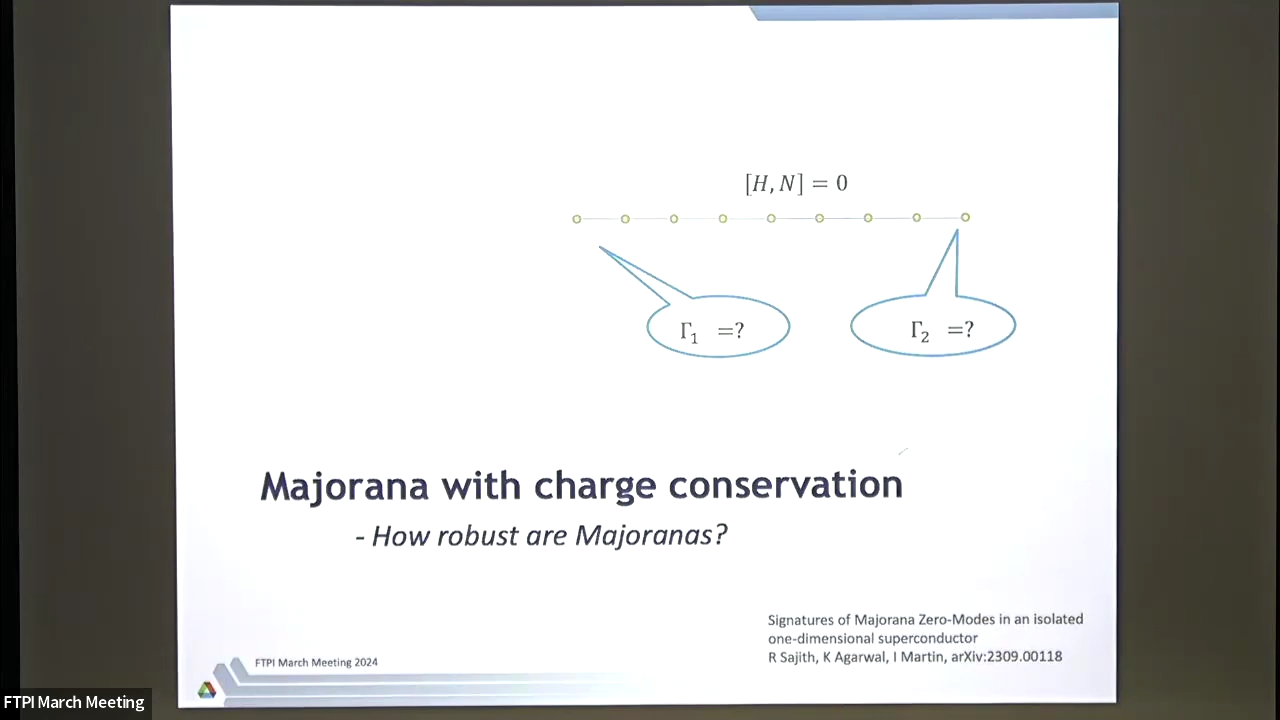 [H, N] = 0
Γ₁ =?
Γ₂ =?
Majorana with charge conservation
- How robust are Majoranas?
Signatures of Majorana Zero-Modes in an isolated
one-dimensional superconductor
R Sajith, K Agarwal, I Martin, arXiv:2309.00118
FTPI March Meeting 2024
FTPI March Meeting